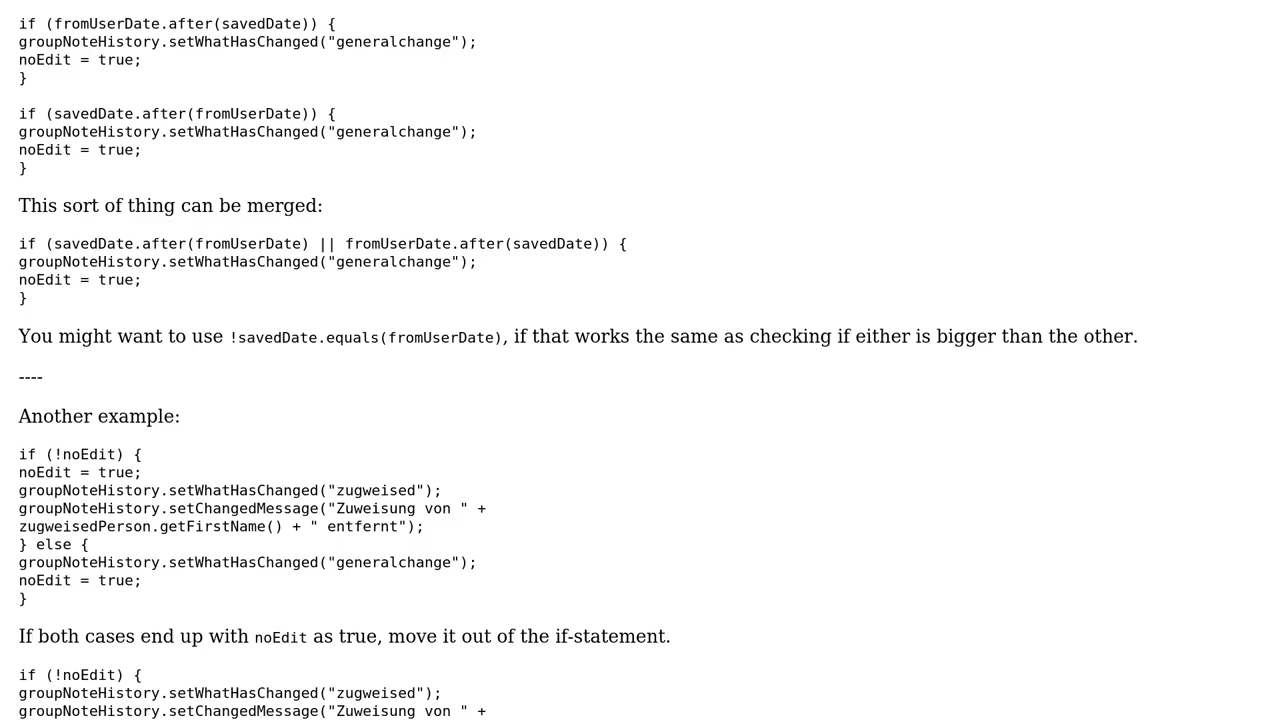 if (fromUserDate.after(savedDate)) {
groupNoteHistory.setWhatHasChanged("generalchange");
noEdit = true;
}
if (savedDate.after(fromUserDate)) {
groupNoteHistory.setWhatHasChanged("generalchange");
noEdit = true;
}
This sort of thing can be merged:
if (savedDate.after(fromUserDate) || fromUserDate.after(savedDate)) {
groupNoteHistory.setWhatHasChanged("generalchange");
noEdit = true;
}
You might want to use !savedDate.equals(fromUserDate), if that works the same as checking if either is bigger than the other.
----
Another example:
if (!noEdit) {
noEdit = true;
groupNoteHistory.setWhatHasChanged("zugweised");
groupNoteHistory.setChangedMessage("Zuweisung von " +
zugweisedPerson.getFirstName() + " entfernt");
} else {
groupNoteHistory.setWhatHasChanged("generalchange");
noEdit = true;
}
If both cases end up with noEdit as true, move it out of the if-statement.
if (!noEdit) {
groupNoteHistory.setWhatHasChanged("zugweised");
groupNoteHistory.setChangedMessage("Zuweisung von " +